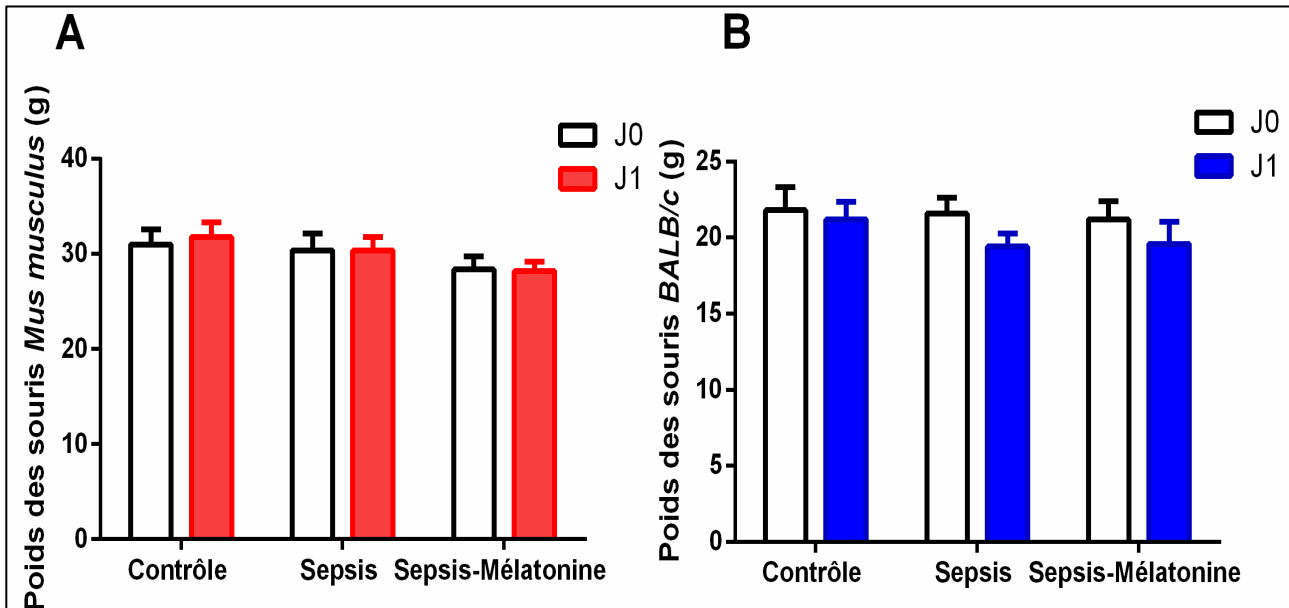 A
Poids des souris Mus musculus (g)
J0
J1
40
30
20
10
0
Contrôle
Sepsis
Sepsis-Mélatonine
B
Poids des souris BALB/c (g)
J0
J1
25
20
15
10
5
0
Contrôle
Sepsis
Sepsis-Mélatonine